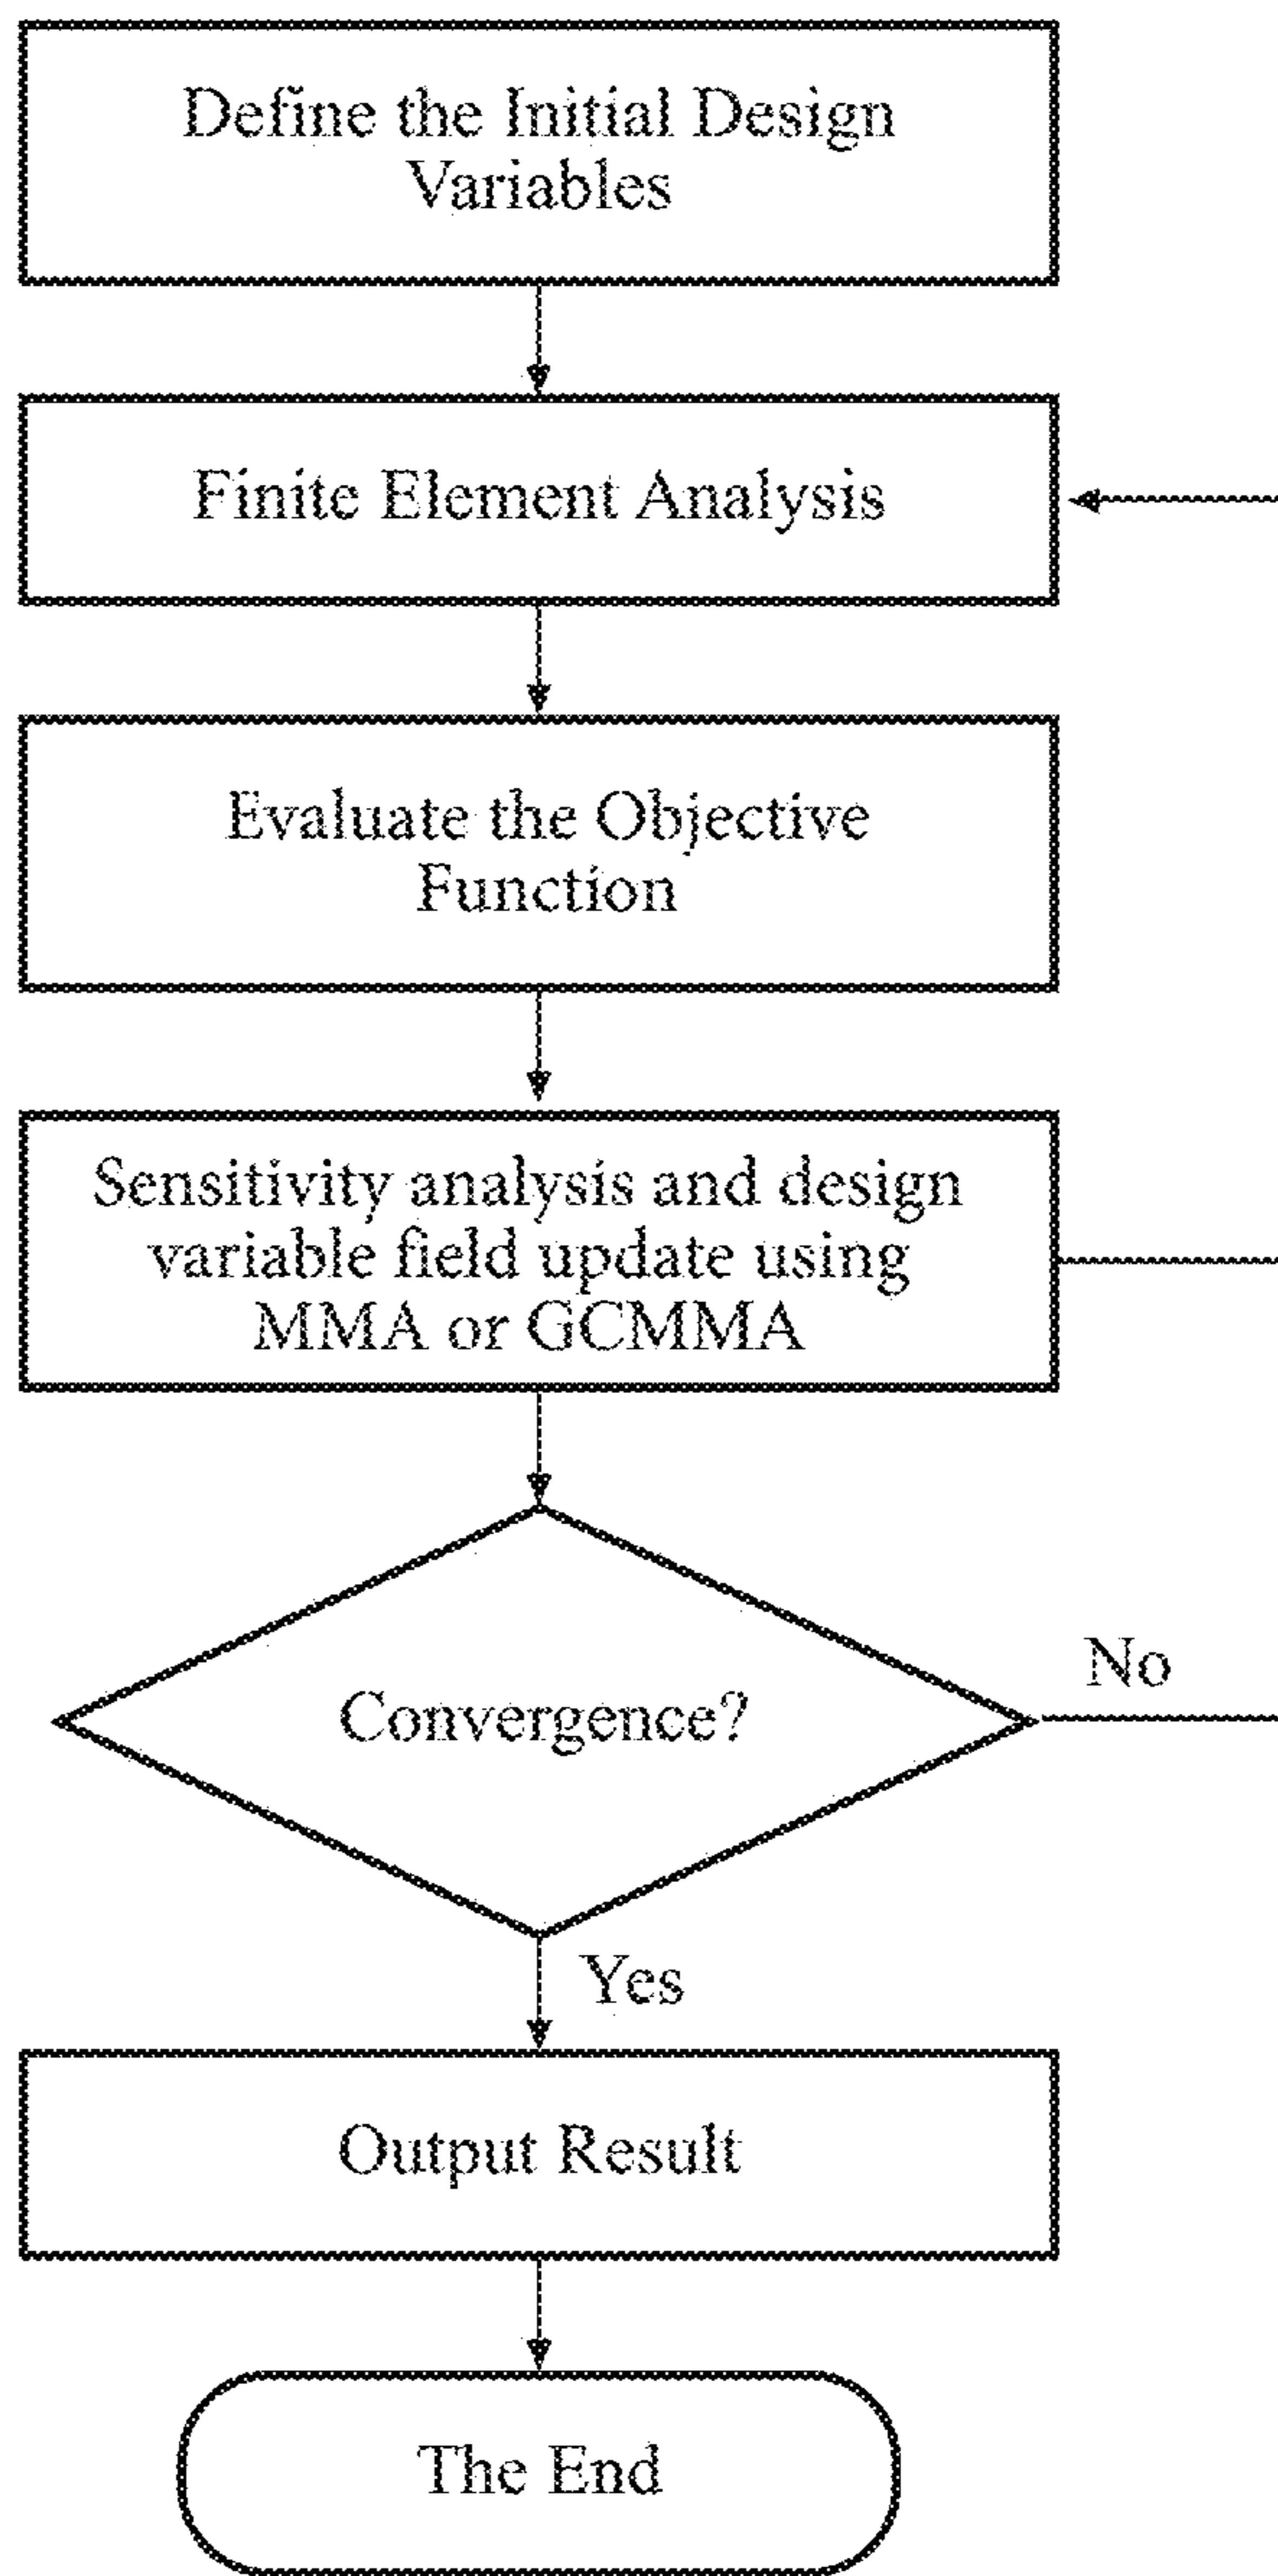 Define the Initial Design
Variables
Finite Element Analysis
Evaluate the Objective
Function
Sensitivity analysis and design
variable field update using
MMA or GCMMA
Convergence?
No
Yes
Output Result
The End